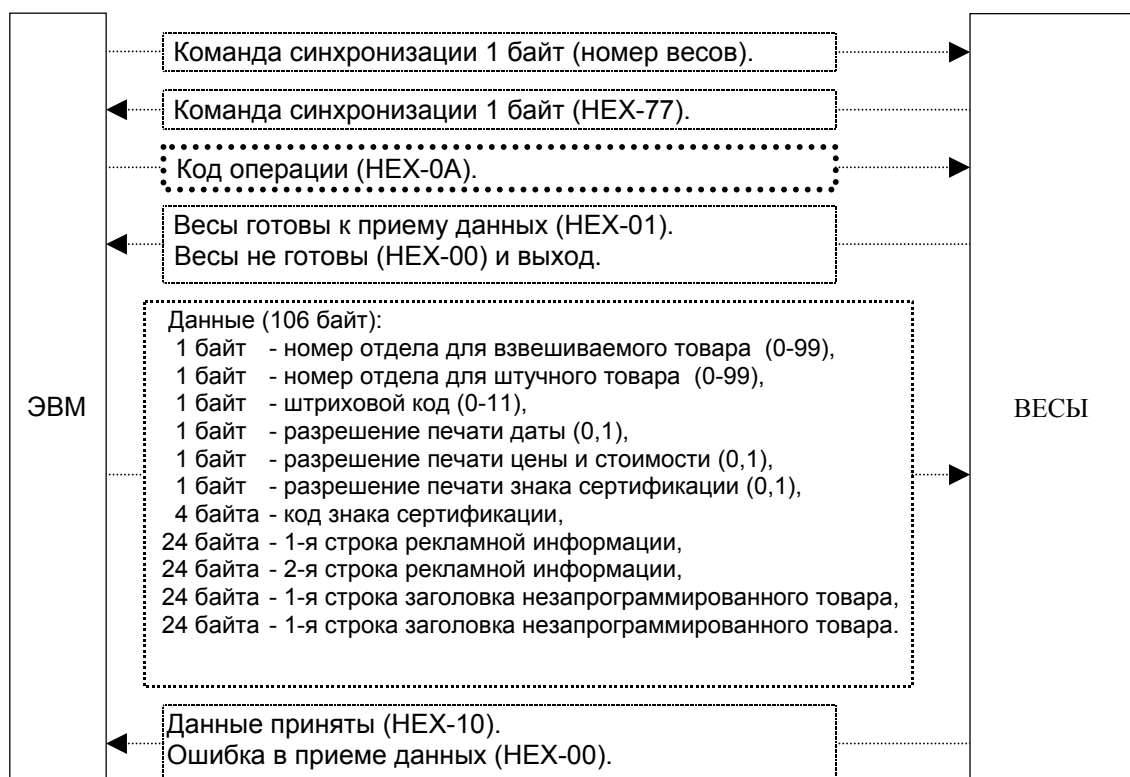 Команда синхронизации 1 байт (номер весов).
Команда синхронизации 1 байт (HEX-77).
Код операции (HEX-0A).
Весы готовы к приему данных (HEX-01).
Весы не готовы (HEX-00) и выход.
Данные (106 байт):
1 байт - номер отдела для взвешиваемого товара (0-99),
1 байт - номер отдела для штучного товара (0-99),
1 байт - штриховой код (0-11),
1 байт - разрешение печати даты (0,1),
1 байт - разрешение печати цены и стоимости (0,1),
1 байт - разрешение печати знака сертификации (0,1),
4 байта - код знака сертификации,
24 байта - 1-я строка рекламной информации,
24 байта - 2-я строка рекламной информации,
24 байта - 1-я строка заголовка незапрограммированного товара,
24 байта - 1-я строка заголовка незапрограммированного товара.
ЭВМ
ВЕСЫ
Данные приняты (HEX-10).
Ошибка в приеме данных (HEX-00).